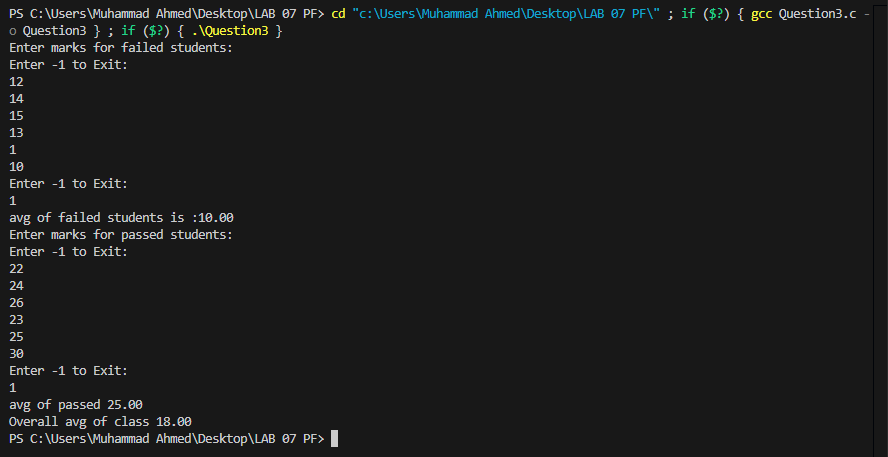 PS C:\Users\Muhammad Ahmed\Desktop\LAB 07 PF> cd "c:\Users\Muhammad Ahmed\Desktop\LAB 07 PF\" ; if ($?) { gcc Question3.c -
o Question3 } ; if ($?) { .\Question3 }
Enter marks for failed students:
Enter -1 to Exit:
12
14
15
13
1
10
Enter -1 to Exit:
1
avg of failed students is :10.00
Enter marks for passed students:
Enter -1 to Exit:
22
24
26
23
25
30
Enter -1 to Exit:
1
avg of passed 25.00
Overall avg of class 18.00
PS C:\Users\Muhammad Ahmed\Desktop\LAB 07 PF>